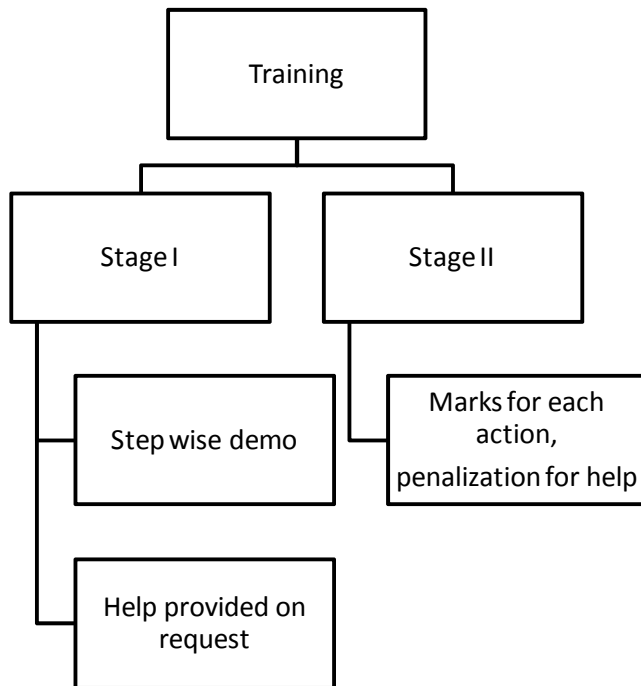 Training
Stage I
Stage II
Step wise demo
Marks for each
action,
penalization for help
Help provided on
request